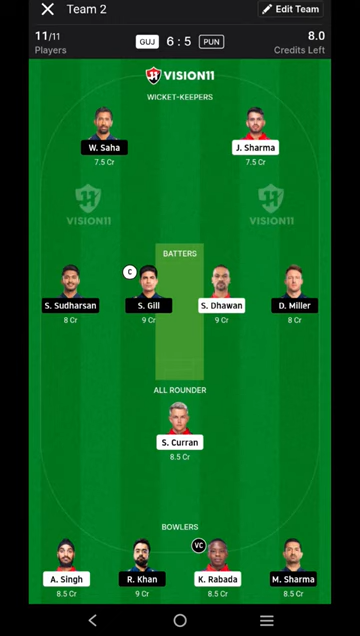 Team 2
Edit Team
11/11
Players
GUJ 6 : 5 PUN
8.0
Credits Left
VISION11
WICKET-KEEPERS
W. Saha
7.5 Cr
J. Sharma
7.5 Cr
VISION11
VISION11
BATTERS
C
S. Sudharsan
8 Cr
S. Gill
9 Cr
S. Dhawan
9 Cr
D. Miller
8 Cr
ALL ROUNDER
S. Curran
8.5 Cr
BOWLERS
VC
A. Singh
8.5 Cr
R. Khan
9 Cr
K. Rabada
8.5 Cr
M. Sharma
8.5 Cr